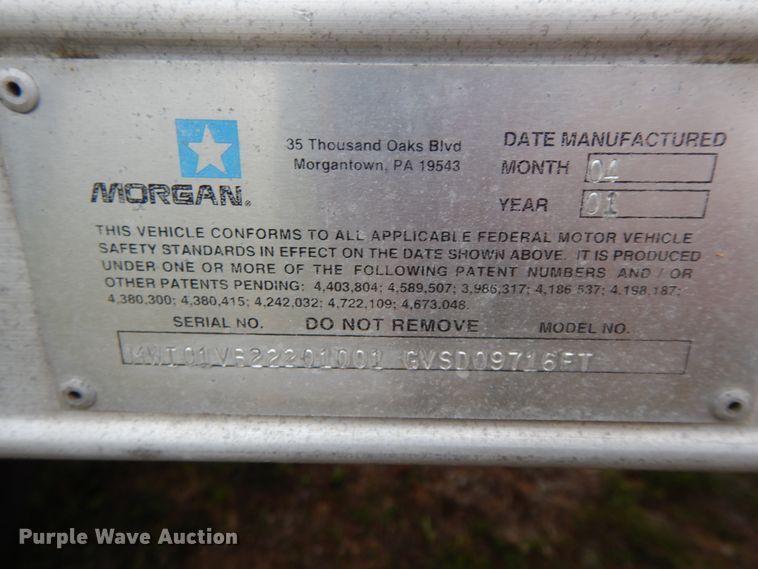 35 Thousand Oaks Blvd
Morgantown, PA 19543
MORGAN®
DATE MANUFACTURED
MONTH 04
YEAR 01
THIS VEHICLE CONFORMS TO ALL APPLICABLE FEDERAL MOTOR VEHICLE
SAFETY STANDARDS IN EFFECT ON THE DATE SHOWN ABOVE. IT IS PRODUCED
UNDER ONE OR MORE OF THE FOLLOWING PATENT NUMBERS AND / OR
OTHER PATENTS PENDING: 4,403,804; 4,589,507; 3,986,317; 4,186,537; 4,198,187;
4,380,300; 4,380,415; 4,242,032; 4,722,109; 4,673,048.
SERIAL NO. DO NOT REMOVE MODEL NO.
GVSD09716FT
Purple Wave Auction